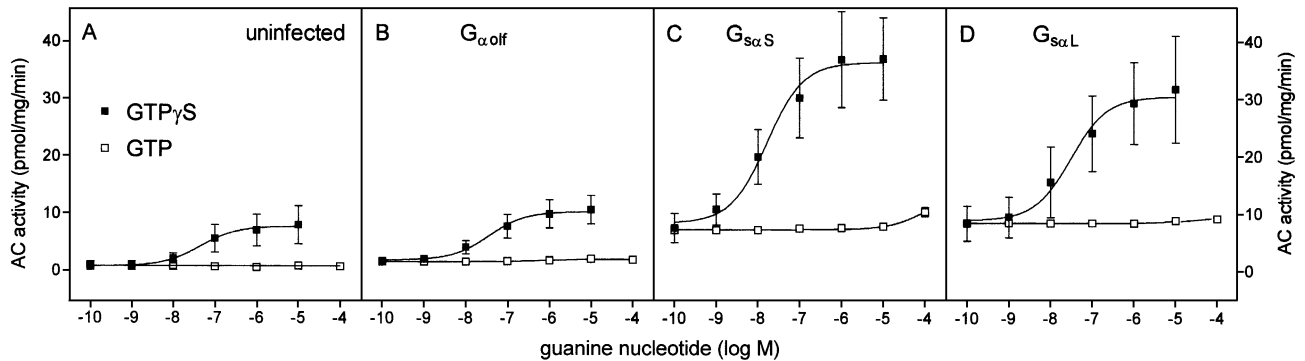 A uninfected B Gα olf C GsαS D GsαL
AC activity (pmol/mg/min)
40
30
20
10
0
■ GTPγS
□ GTP
40
30
20
10
0
AC activity (pmol/mg/min)
-10 -9 -8 -7 -6 -5 -4 -10 -9 -8 -7 -6 -5 -4 -10 -9 -8 -7 -6 -5 -4 -10 -9 -8 -7 -6 -5 -4
guanine nucleotide (log M)